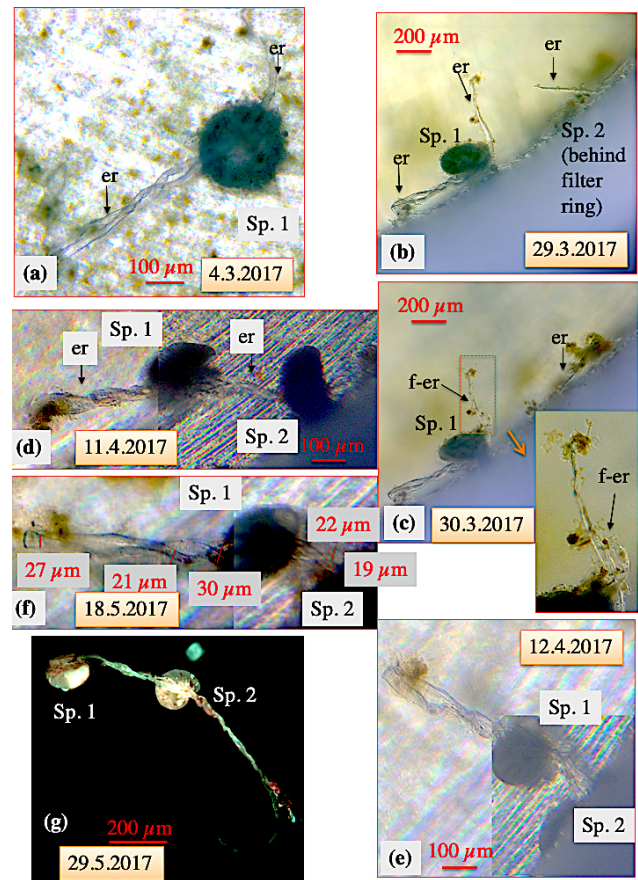 er
er
Sp. 1
(a)
100 µm
4.3.2017
200 µm
er
er
Sp. 1
Sp. 2
(behind
filter
ring)
er
(b)
29.3.2017
200 µm
er
f-er
Sp. 1
f-er
(c)
30.3.2017
Sp. 1
er
er
(d)
11.4.2017
Sp. 2
100 µm
Sp. 1
22 µm
27 µm
21 µm
30 µm
19 µm
(f)
18.5.2017
Sp. 2
12.4.2017
Sp. 1
Sp. 2
(e)
100 µm
Sp. 2
Sp. 1
(g)
200 µm
29.5.2017